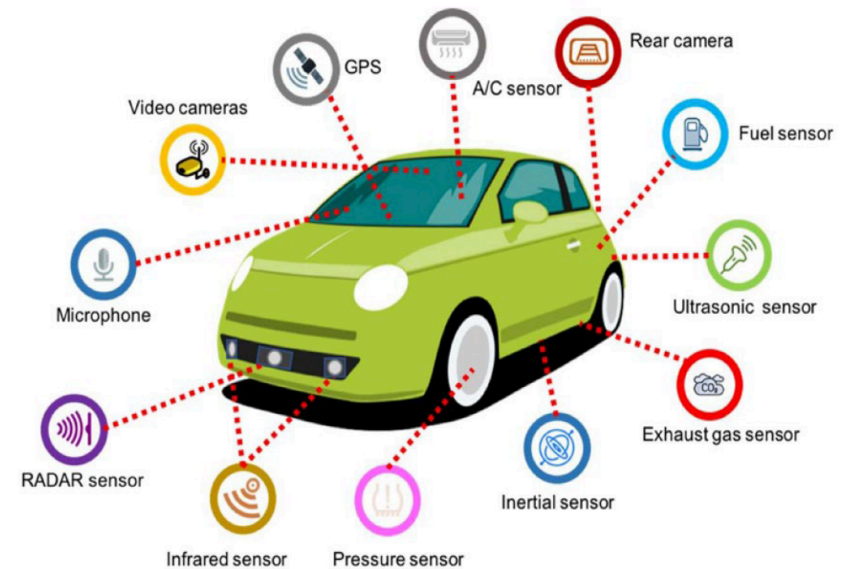 GPS
A/C sensor
Rear camera
Video cameras
Fuel sensor
Microphone
Ultrasonic sensor
CO₂
Exhaust gas sensor
RADAR sensor
Inertial sensor
Infrared sensor
Pressure sensor